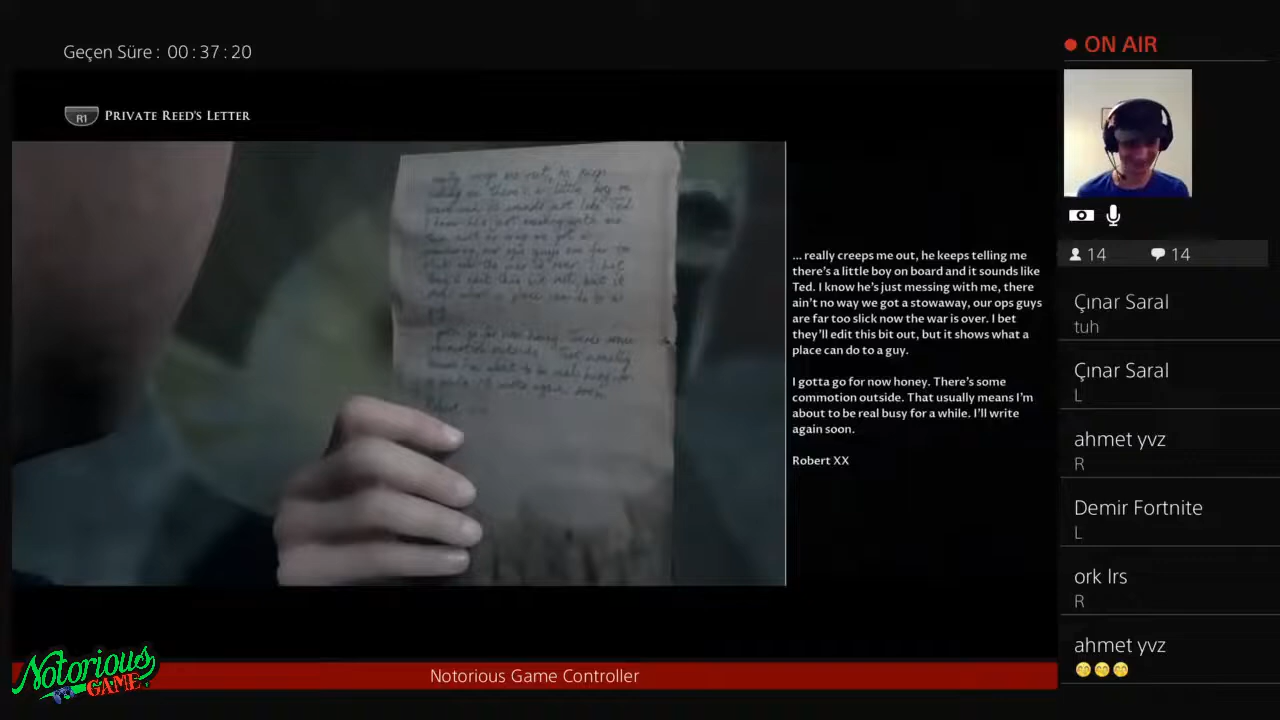 Geçen Süre : 00 : 37 : 20
ON AIR
R1 PRIVATE REED'S LETTER
14 14
... really creeps me out, he keeps telling me
there's a little boy on board and it sounds like
Ted. I know he's just messing with me, there
ain't no way we got a stowaway, our ops guys
are far too slick now the war is over. I bet
they'll edit this bit out, but it shows what a
place can do to a guy.
I gotta go for now honey. There's some
commotion outside. That usually means I'm
about to be real busy for a while. I'll write
again soon.
Robert XX
Çınar Saral
tuh
Çınar Saral
L
ahmet yvz
R
Demir Fortnite
L
ork lrs
R
ahmet yvz
😁😁😁
Notorious
GAME
Notorious Game Controller